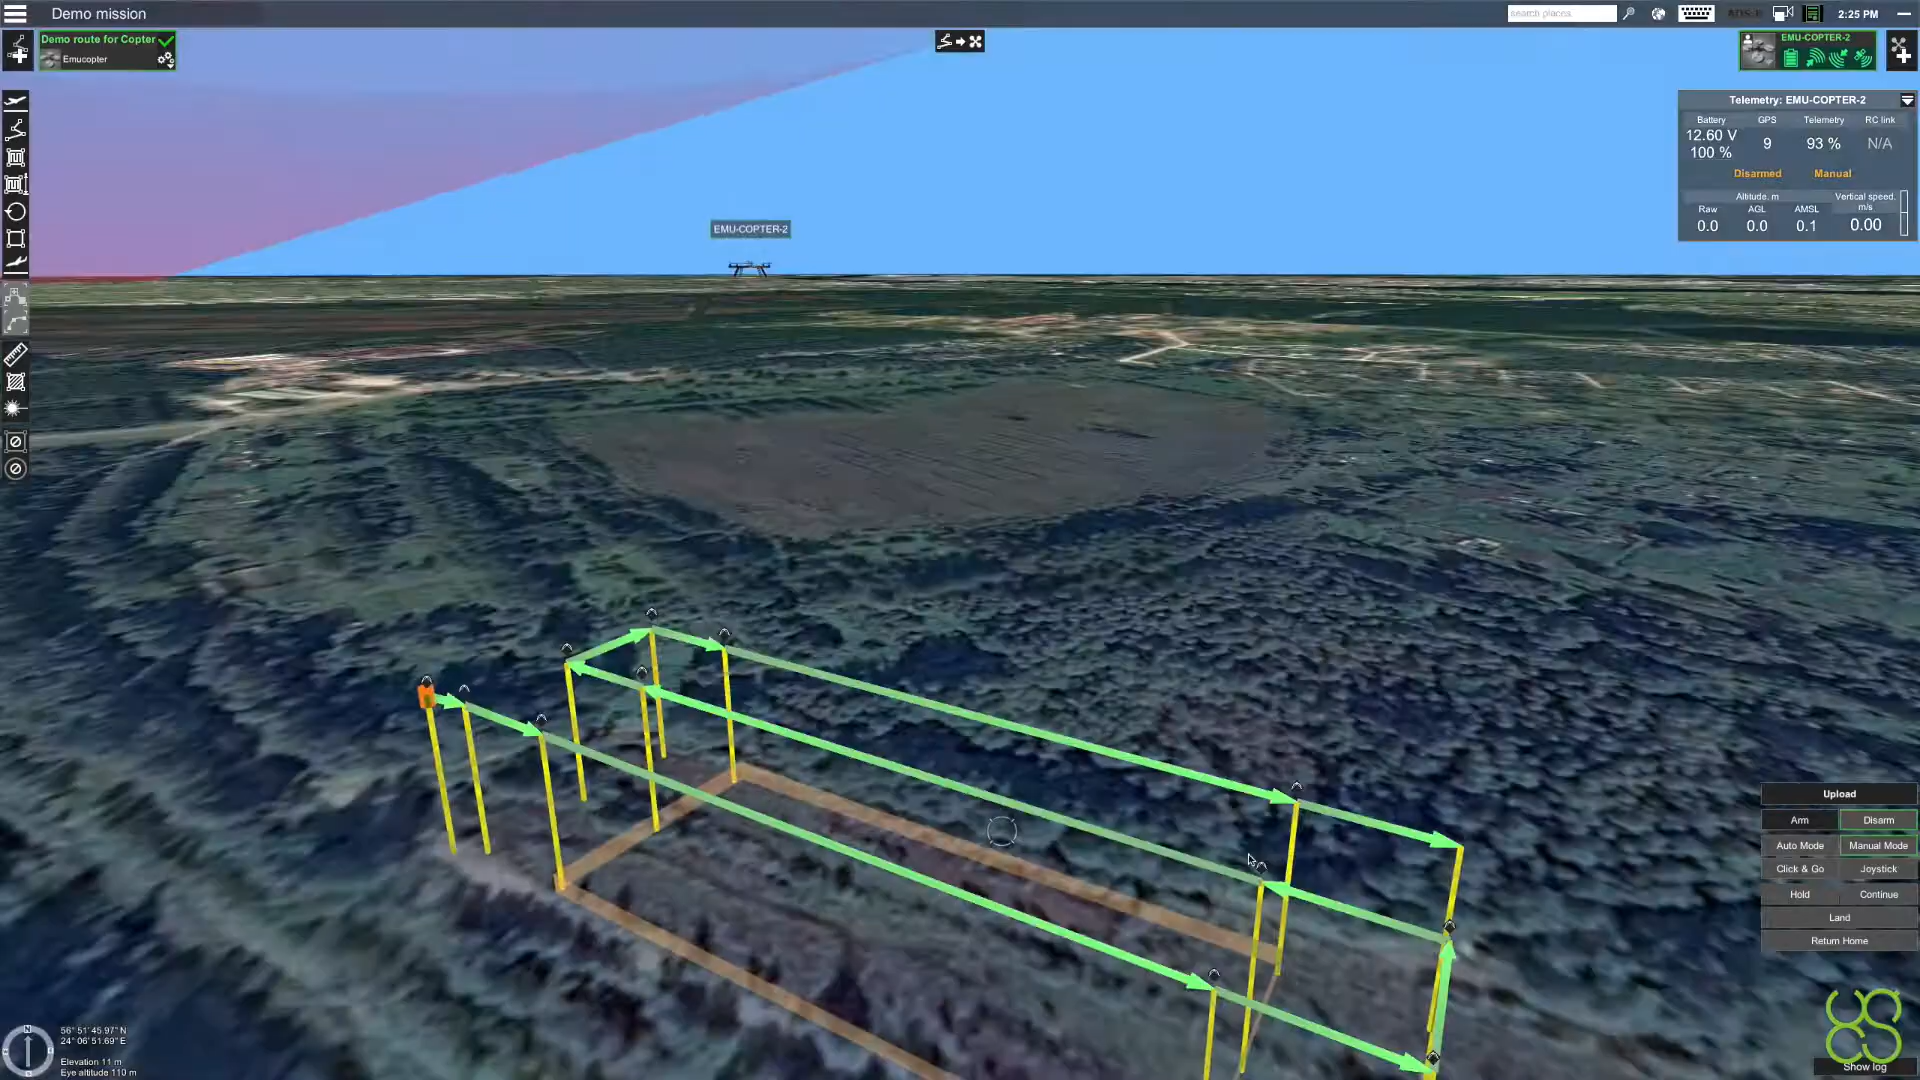 Demo mission
search places
ADS-B
2:25 PM
Demo route for Copter
Emucopter
EMU-COPTER-2
Telemetry: EMU-COPTER-2
Battery GPS Telemetry RC link
12.60 V
100 %
9
93 %
N/A
Disarmed Manual
Altitude, m
Vertical speed, m/s
Raw AGL AMSL
0.0 0.0 0.1 0.00
EMU-COPTER-2
Upload
Arm Disarm
Auto Mode Manual Mode
Click & Go Joystick
Hold Continue
Land
Return Home
UCS
Show log
N
56° 51' 45.97" N
24° 06' 51.69" E
Elevation 11 m
Eye altitude 110 m